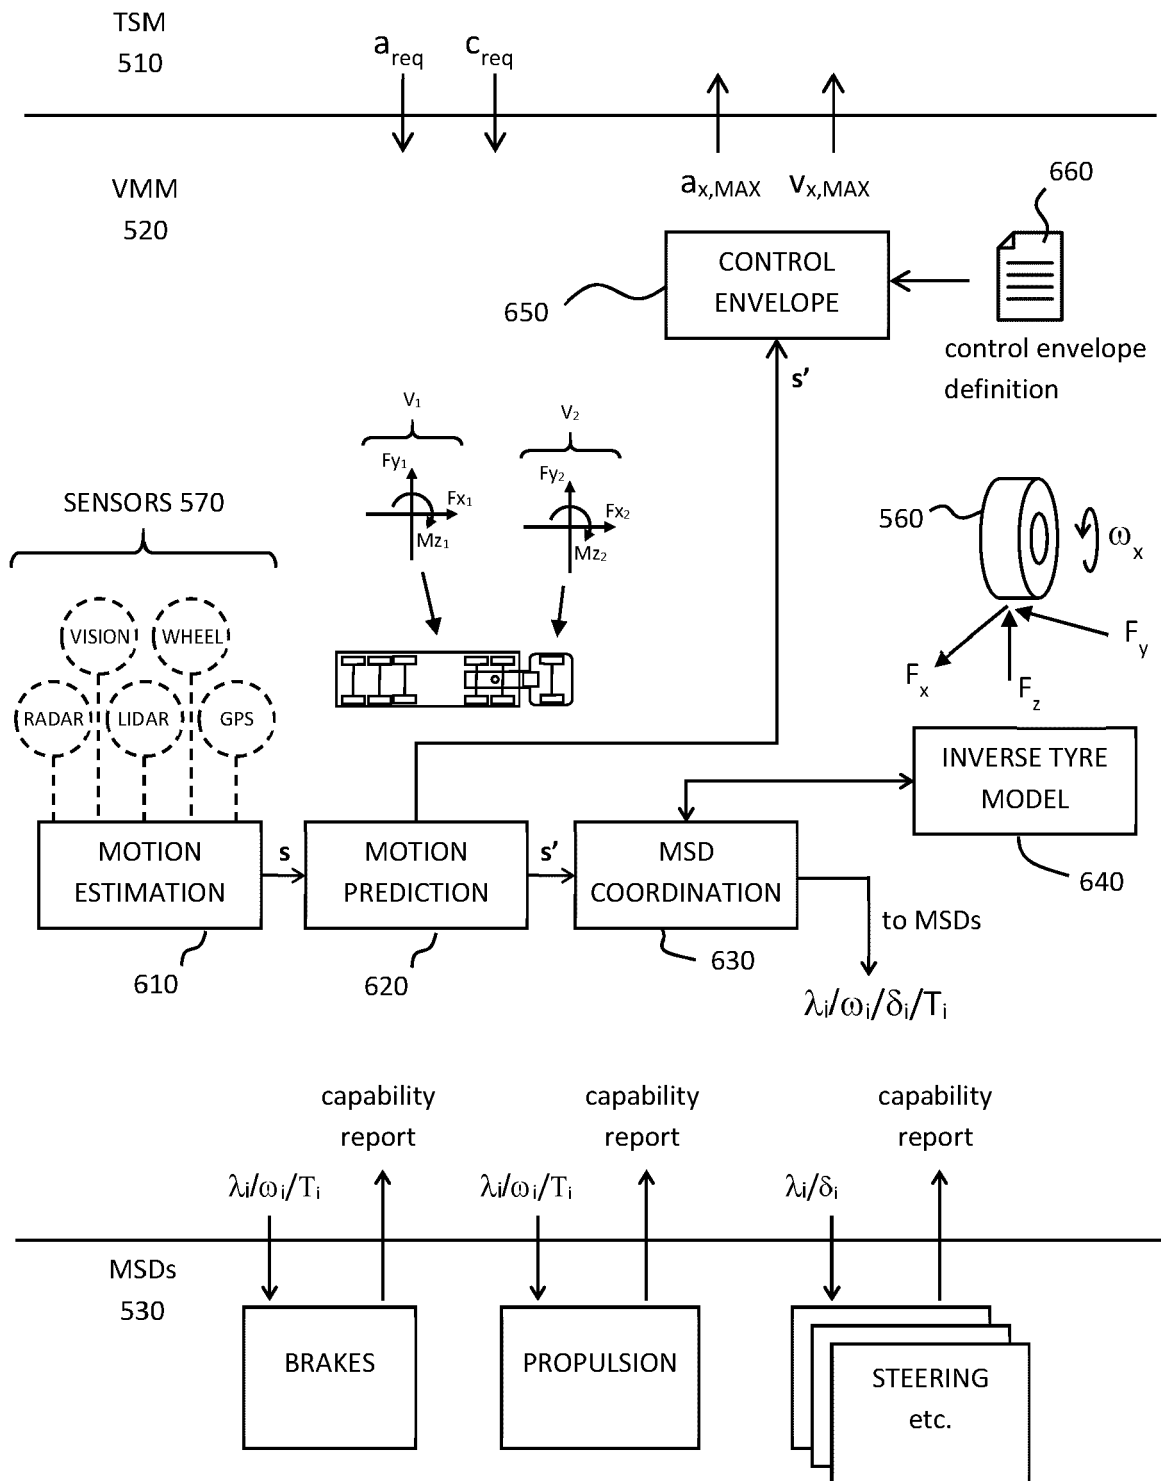 TSM
510
a_req
c_req
VMM
520
a_x,MAX
v_x,MAX
660
CONTROL
ENVELOPE
650
control envelope
definition
s'
V₁
V₂
Fy₁
Fx₁
Mz₁
Fy₂
Fx₂
Mz₂
SENSORS 570
560
ω_x
VISION
WHEEL
RADAR
LIDAR
GPS
F_x
F_y
F_z
INVERSE TYRE
MODEL
640
MOTION
ESTIMATION
s
MOTION
PREDICTION
s'
MSD
COORDINATION
610
620
630
to MSDs
λᵢ/ωᵢ/δᵢ/Tᵢ
capability
report
capability
report
capability
report
λᵢ/ωᵢ/Tᵢ
λᵢ/ωᵢ/Tᵢ
λᵢ/δᵢ
MSDs
530
BRAKES
PROPULSION
STEERING
etc.